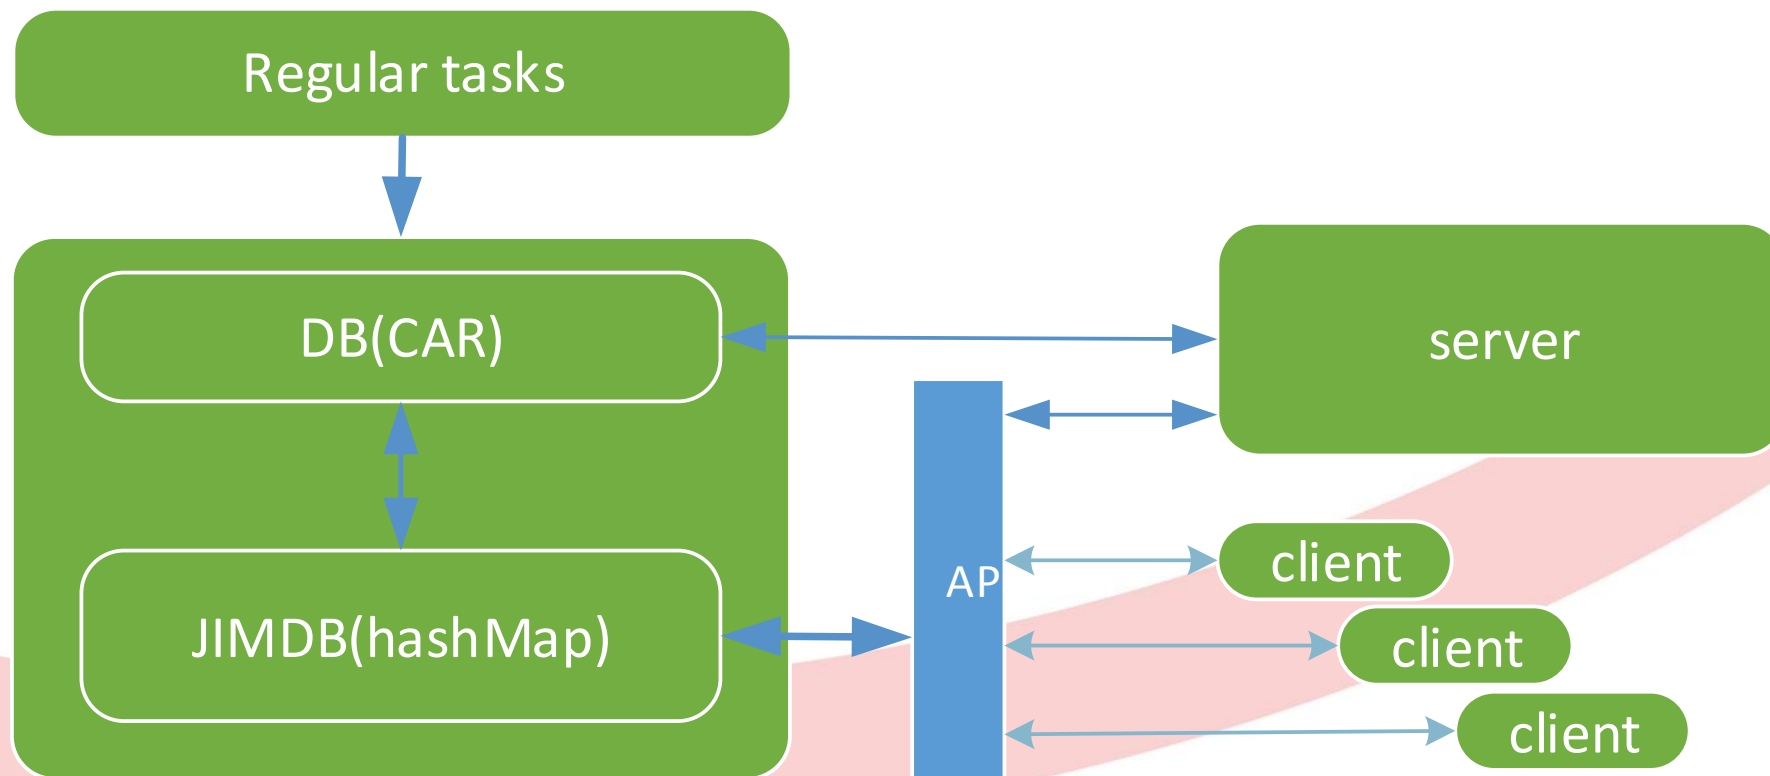 Regular tasks
DB(CAR)
server
AP
client
JIMDB(hashMap)
client
client